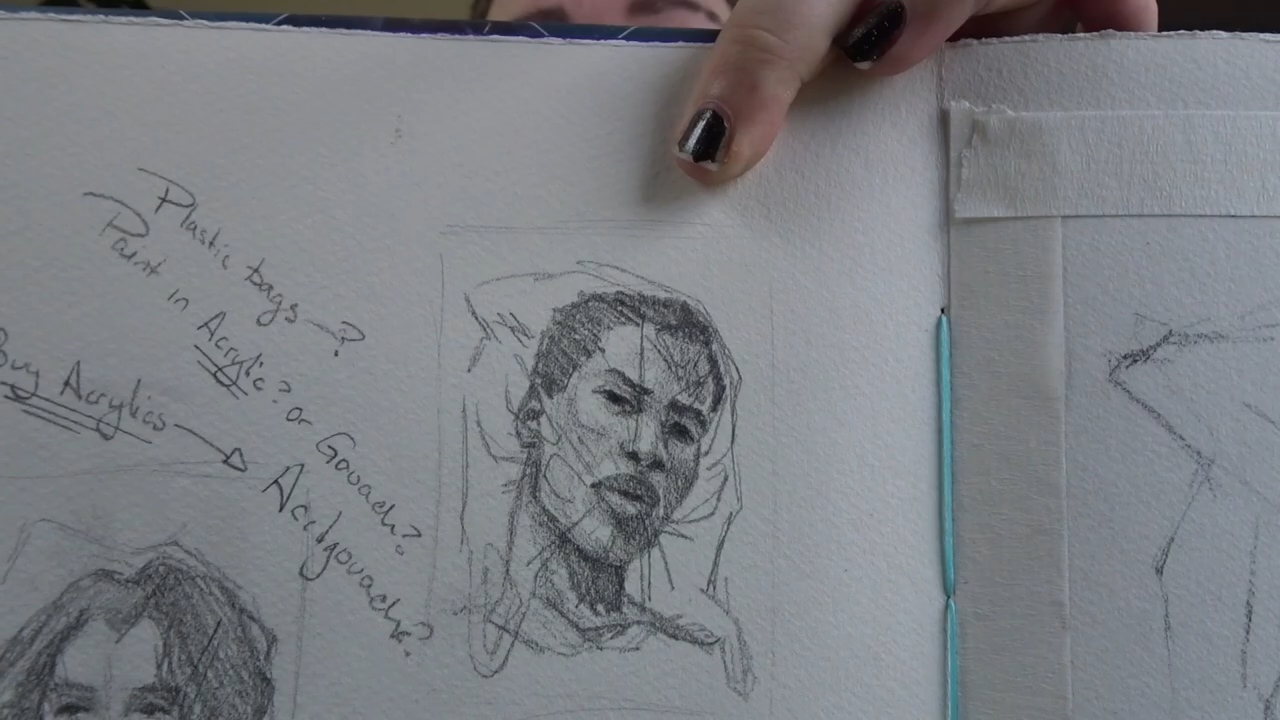 Plastic bags →?
Paint in Acrylic? or Gouach?
Buy Acrylics → Acrylgouache?